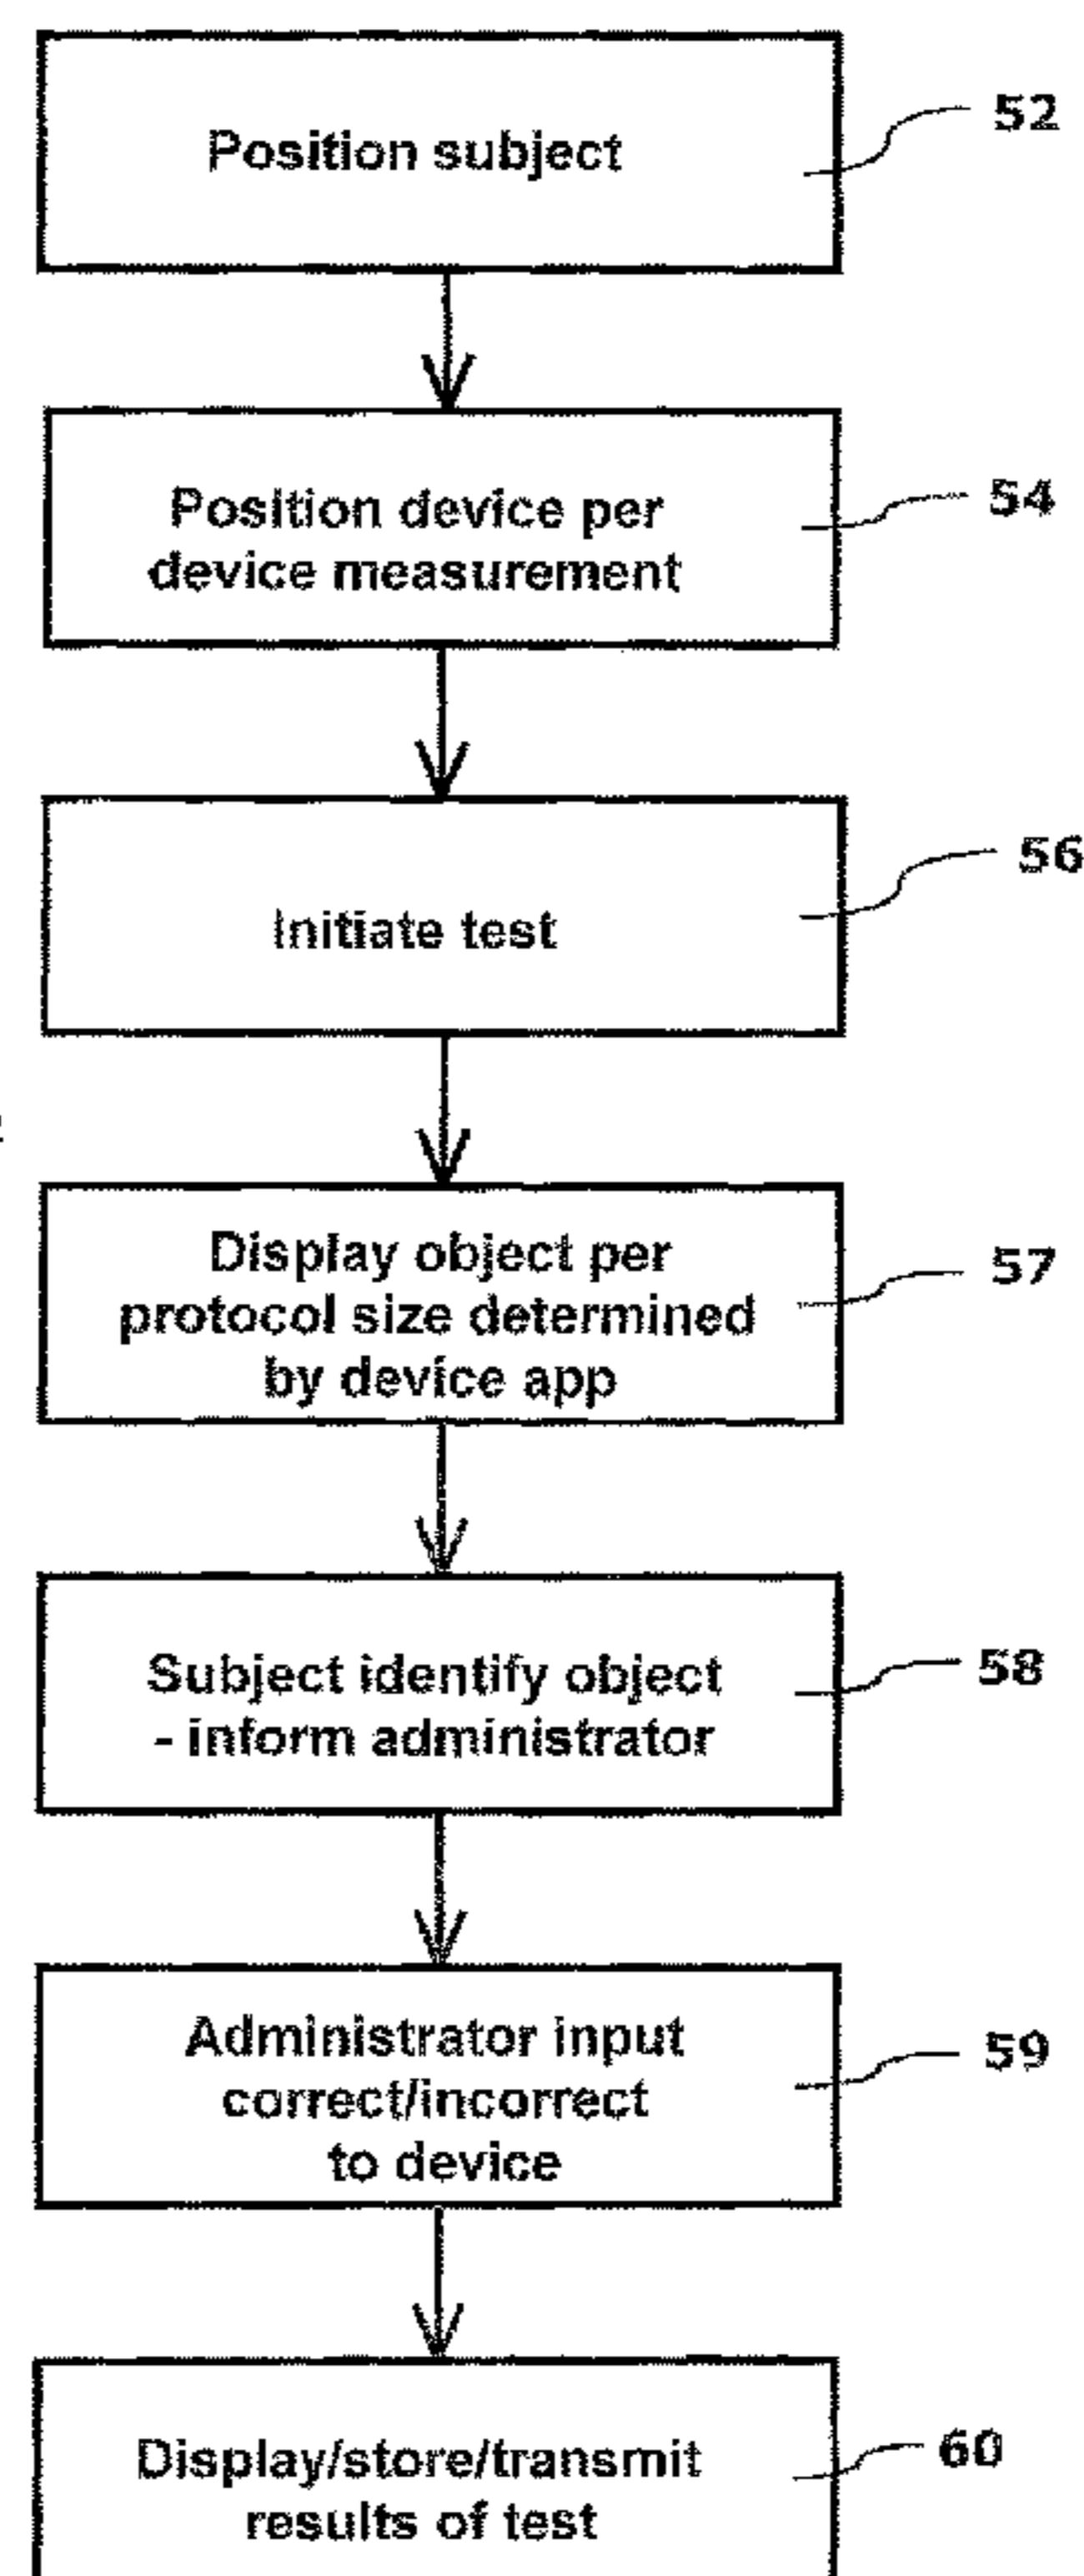 Position subject
52
Position device per
device measurement
54
Initiate test
56
Display object per
protocol size determined
by device app
57
Subject identify object
- inform administrator
58
Administrator input
correct/incorrect
to device
59
Display/store/transmit
results of test
60